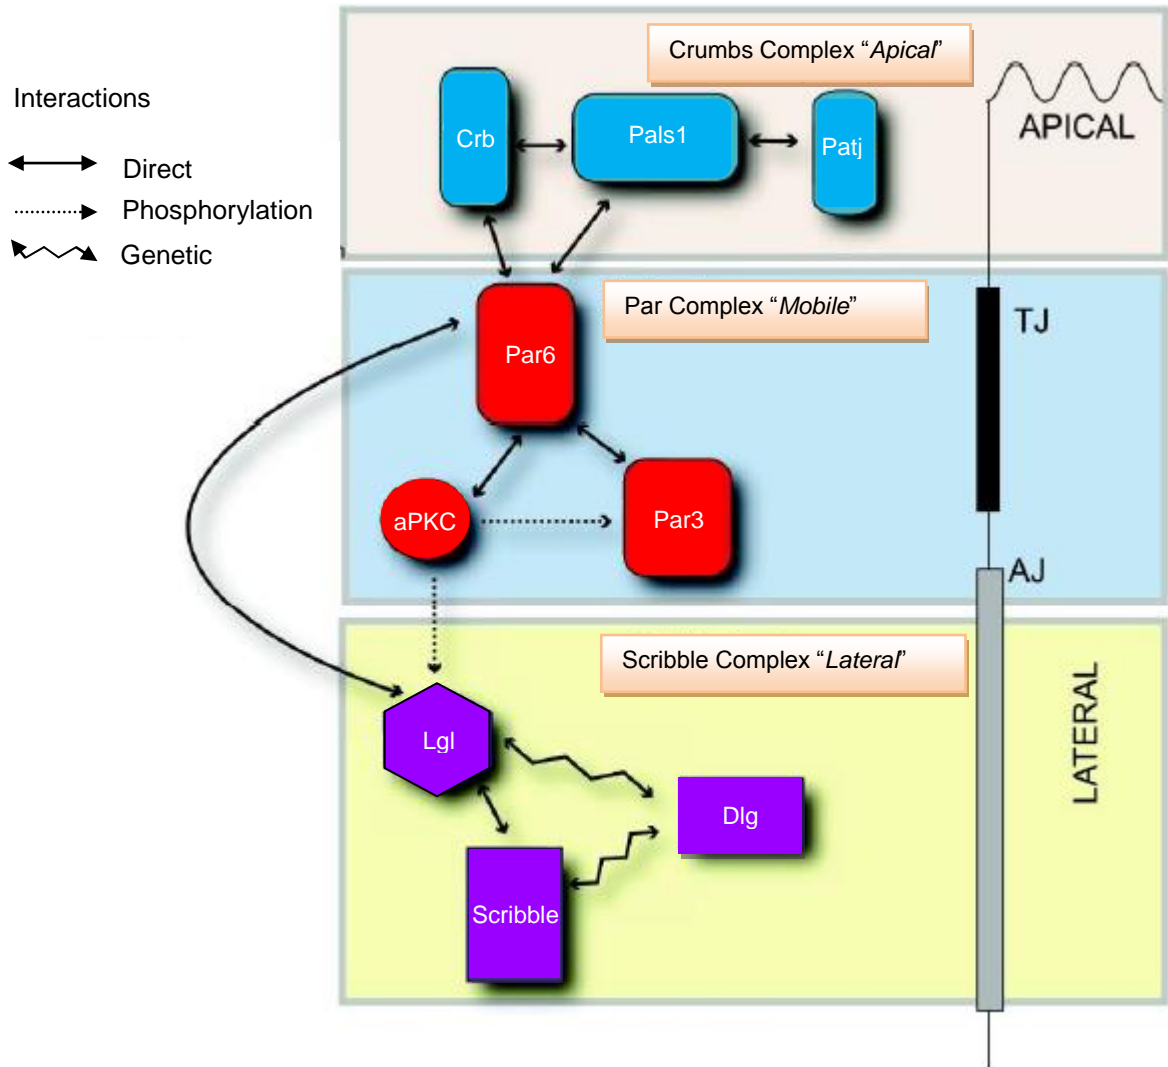 Interactions
Direct
Phosphorylation
Genetic
Crumbs Complex “Apical”
Crb
Pals1
Patj
APICAL
Par Complex “Mobile”
TJ
Par6
aPKC
Par3
AJ
Scribble Complex “Lateral”
LATERAL
Lgl
Dlg
Scribble